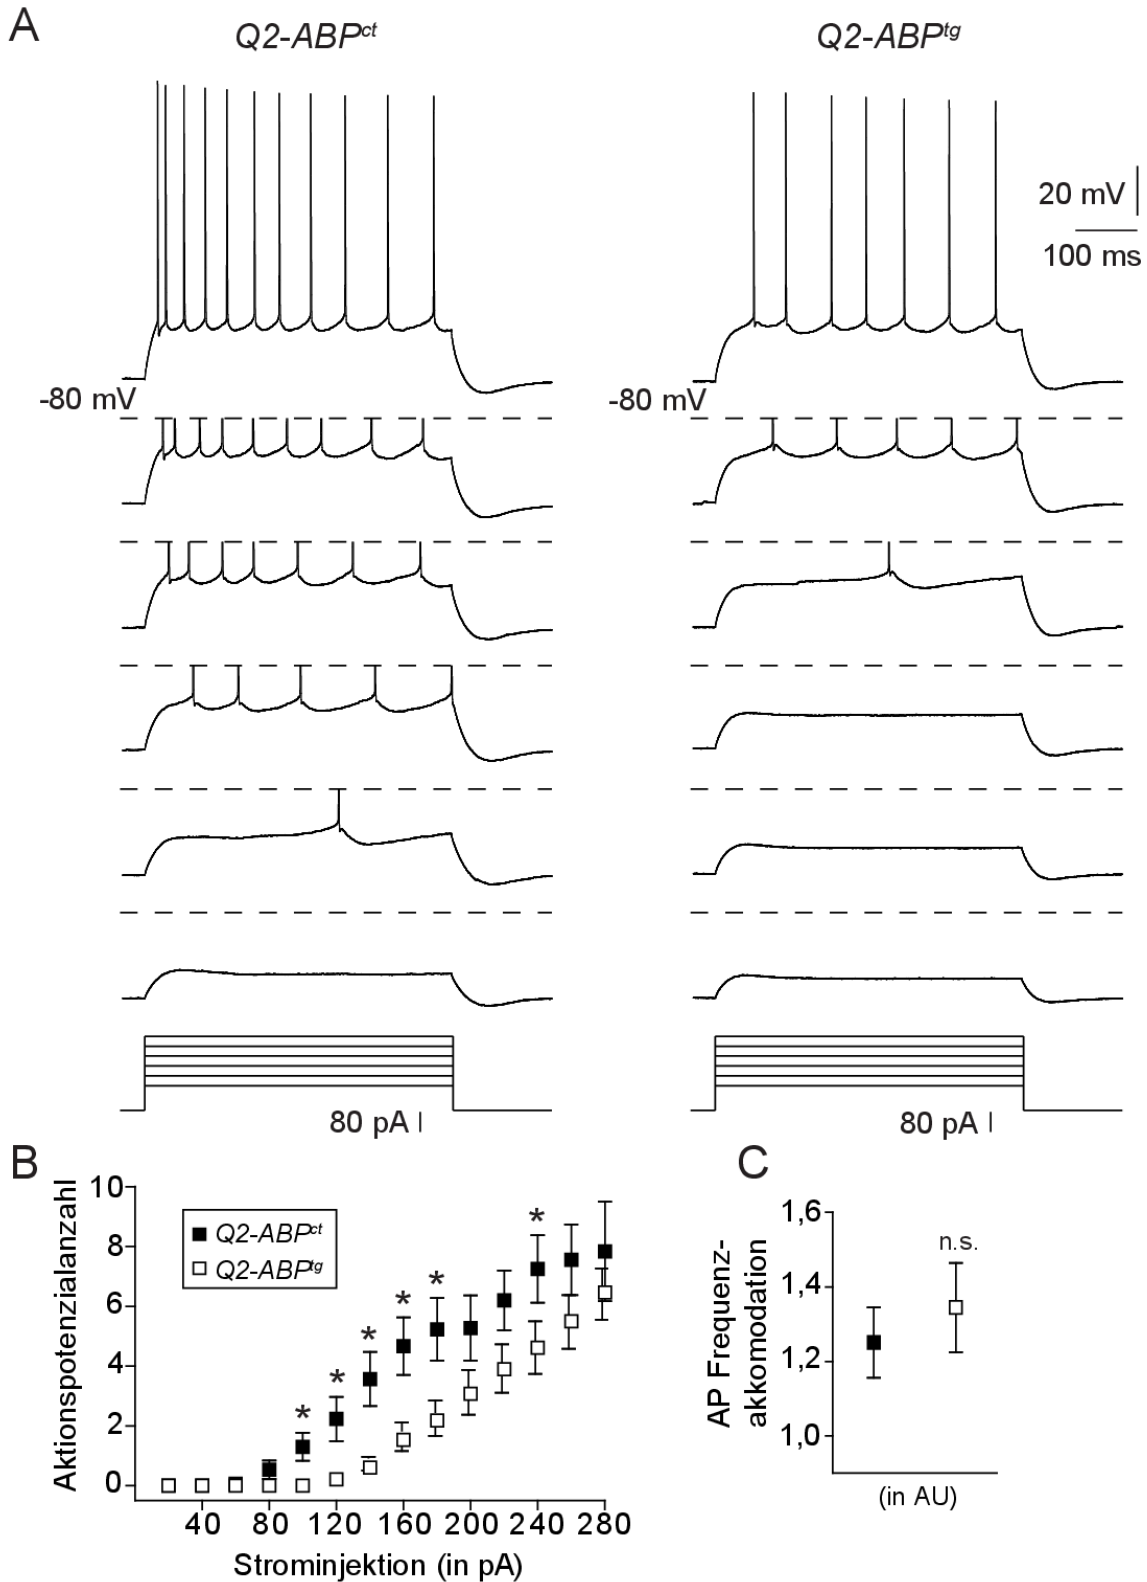 A
Q2-ABPct
Q2-ABPtg
20 mV
100 ms
-80 mV
-80 mV
80 pA
80 pA
B
C
Aktionspotenzialanzahl
10
8
6
4
2
0
Q2-ABPct
Q2-ABPtg
*
*
*
*
*
*
40 80 120 160 200 240 280
Strominjektion (in pA)
AP Frequenz-
akkomodation
1,6
1,4
1,2
1,0
n.s.
(in AU)